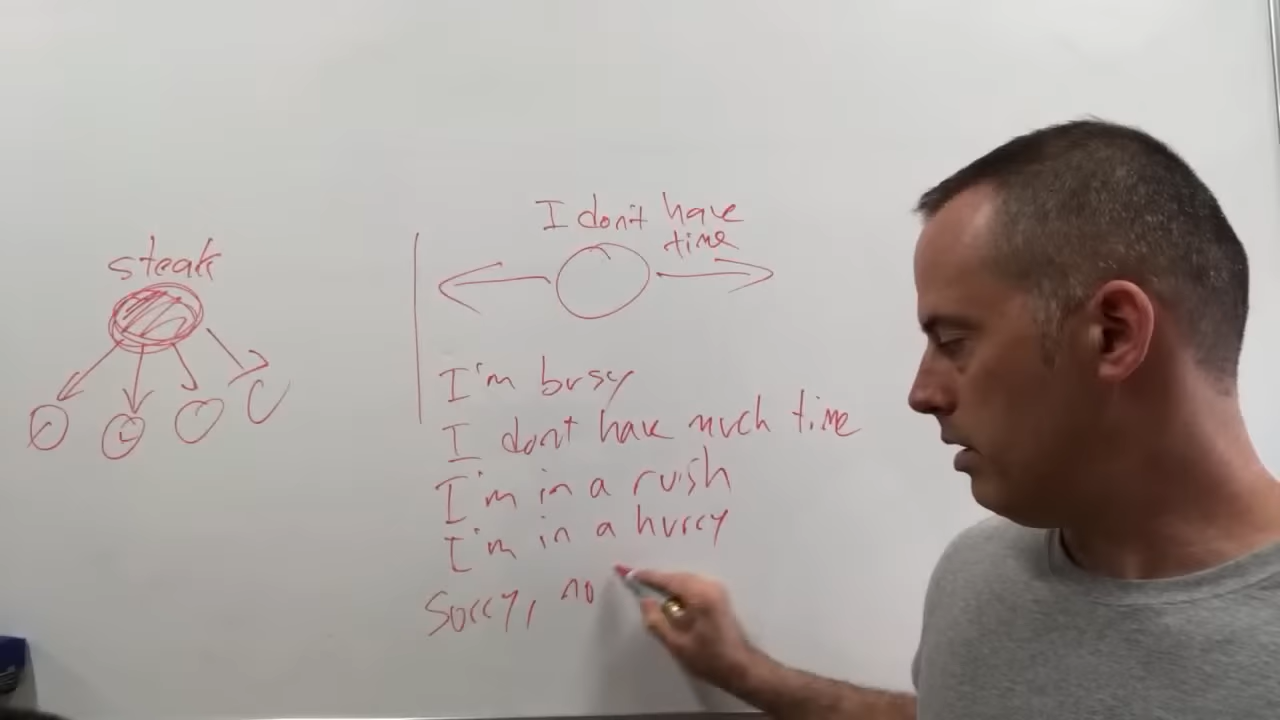 steak
I don't have
time
I'm busy
I don't have much time
I'm in a rush
I'm in a hurry
Sorry, no